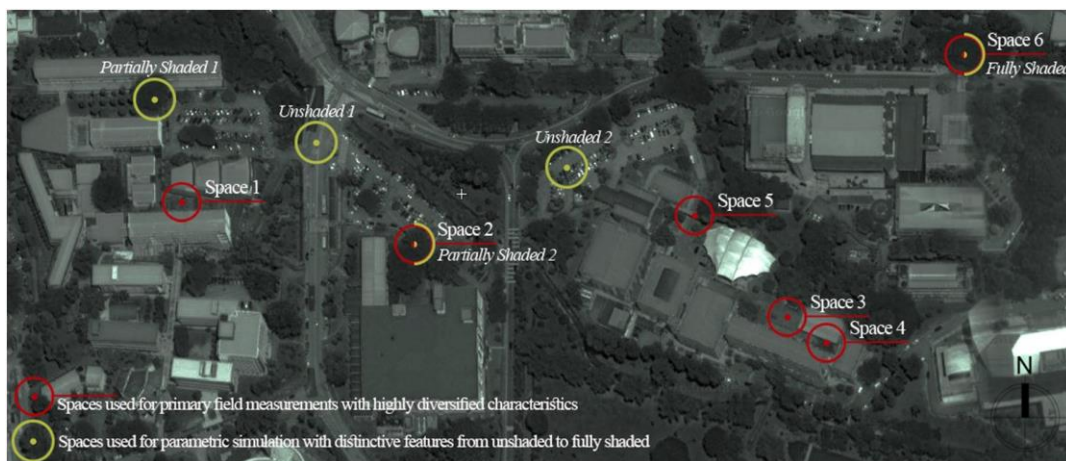 Space 6
Fully Shaded
Partially Shaded 1
Unshaded 1
Unshaded 2
Space 1
Space 5
Space 2
Partially Shaded 2
Space 3
Space 4
N
Spaces used for primary field measurements with highly diversified characteristics
Spaces used for parametric simulation with distinctive features from unshaded to fully shaded